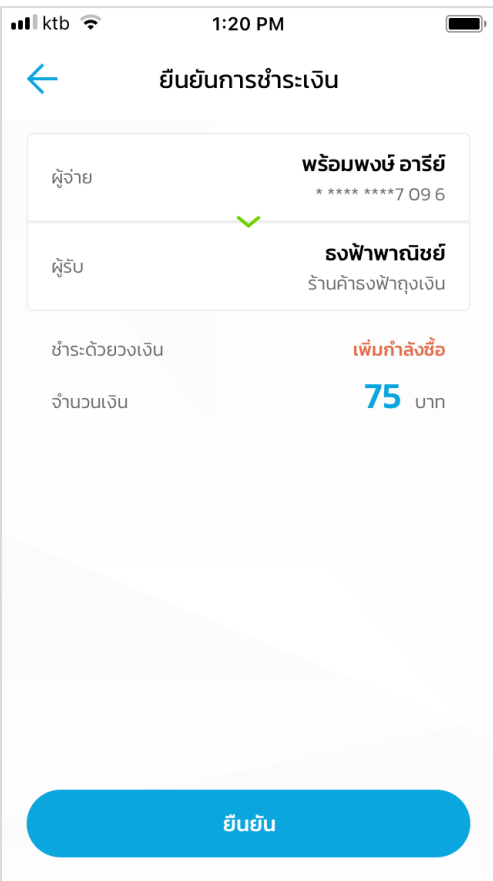 ktb 1:20 PM
ยืนยันการชำระเงิน
พร้อมพงษ์ อารีย์
ผู้จ่าย
* **** ****7 09 6
ธงฟ้าพาณิชย์
ผู้รับ
ร้านค้าธงฟ้าถุงเงิน
ชำระด้วยวงเงิน เพิ่มกำลังซื้อ
จำนวนเงิน 75 บาท
ยืนยัน